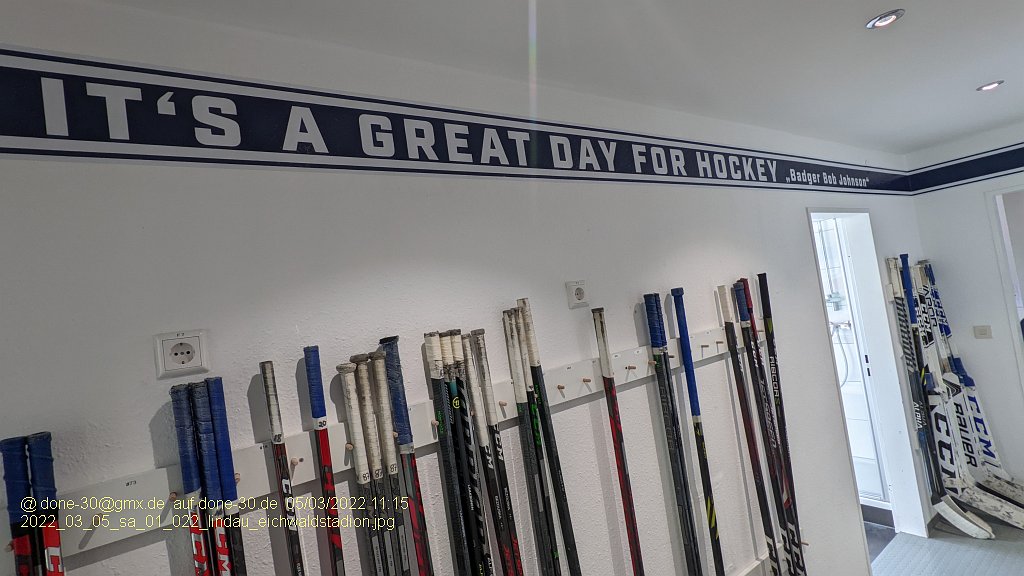 IT'S A GREAT DAY FOR HOCKEY „Badger Bob Johnson"
CCM
RAUER
CCM
@ done-30@gmx.de auf done-30.de 05/03/2022 11:15
2022_03_05_sa_01_022_lindau_eichwaldstadion.jpg